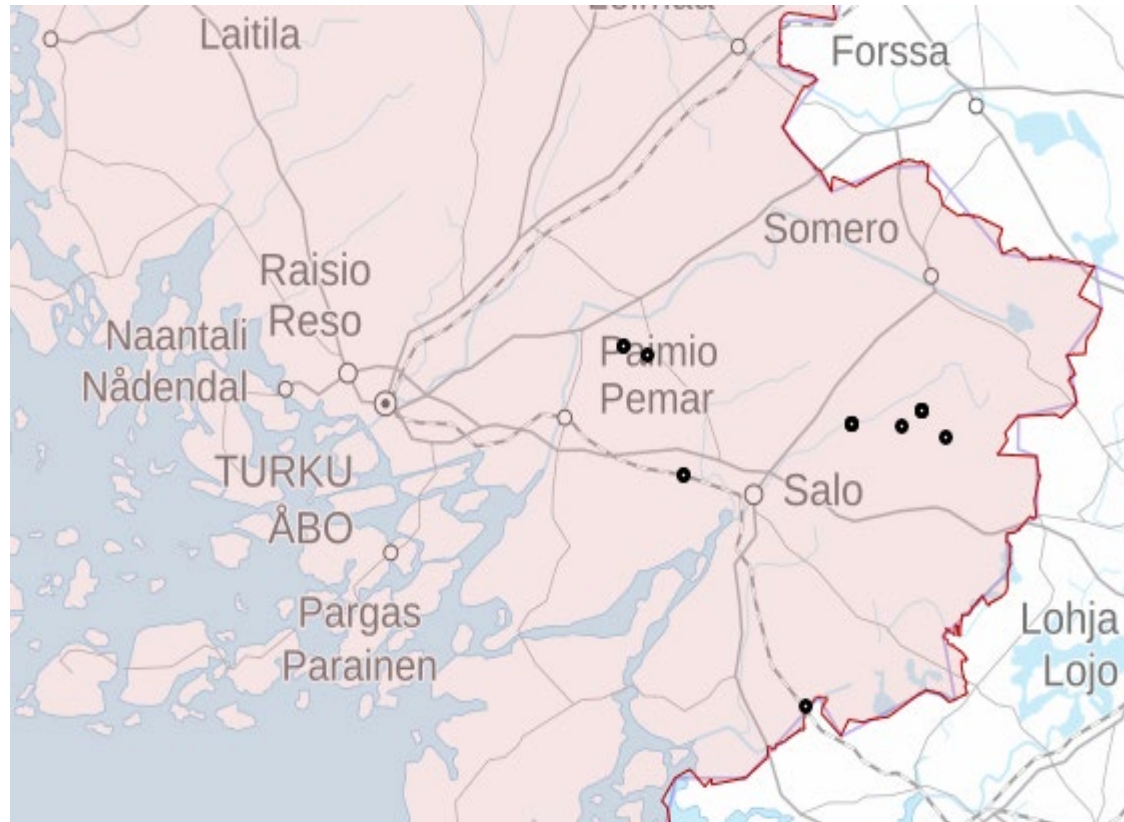 Laitila
Forssa
Somero
Raisio
Reso
Naantali
Nådendal
Paimio
Pemar
TURKU
ÅBO
Salo
Pargas
Parainen
Lohja
Lojo